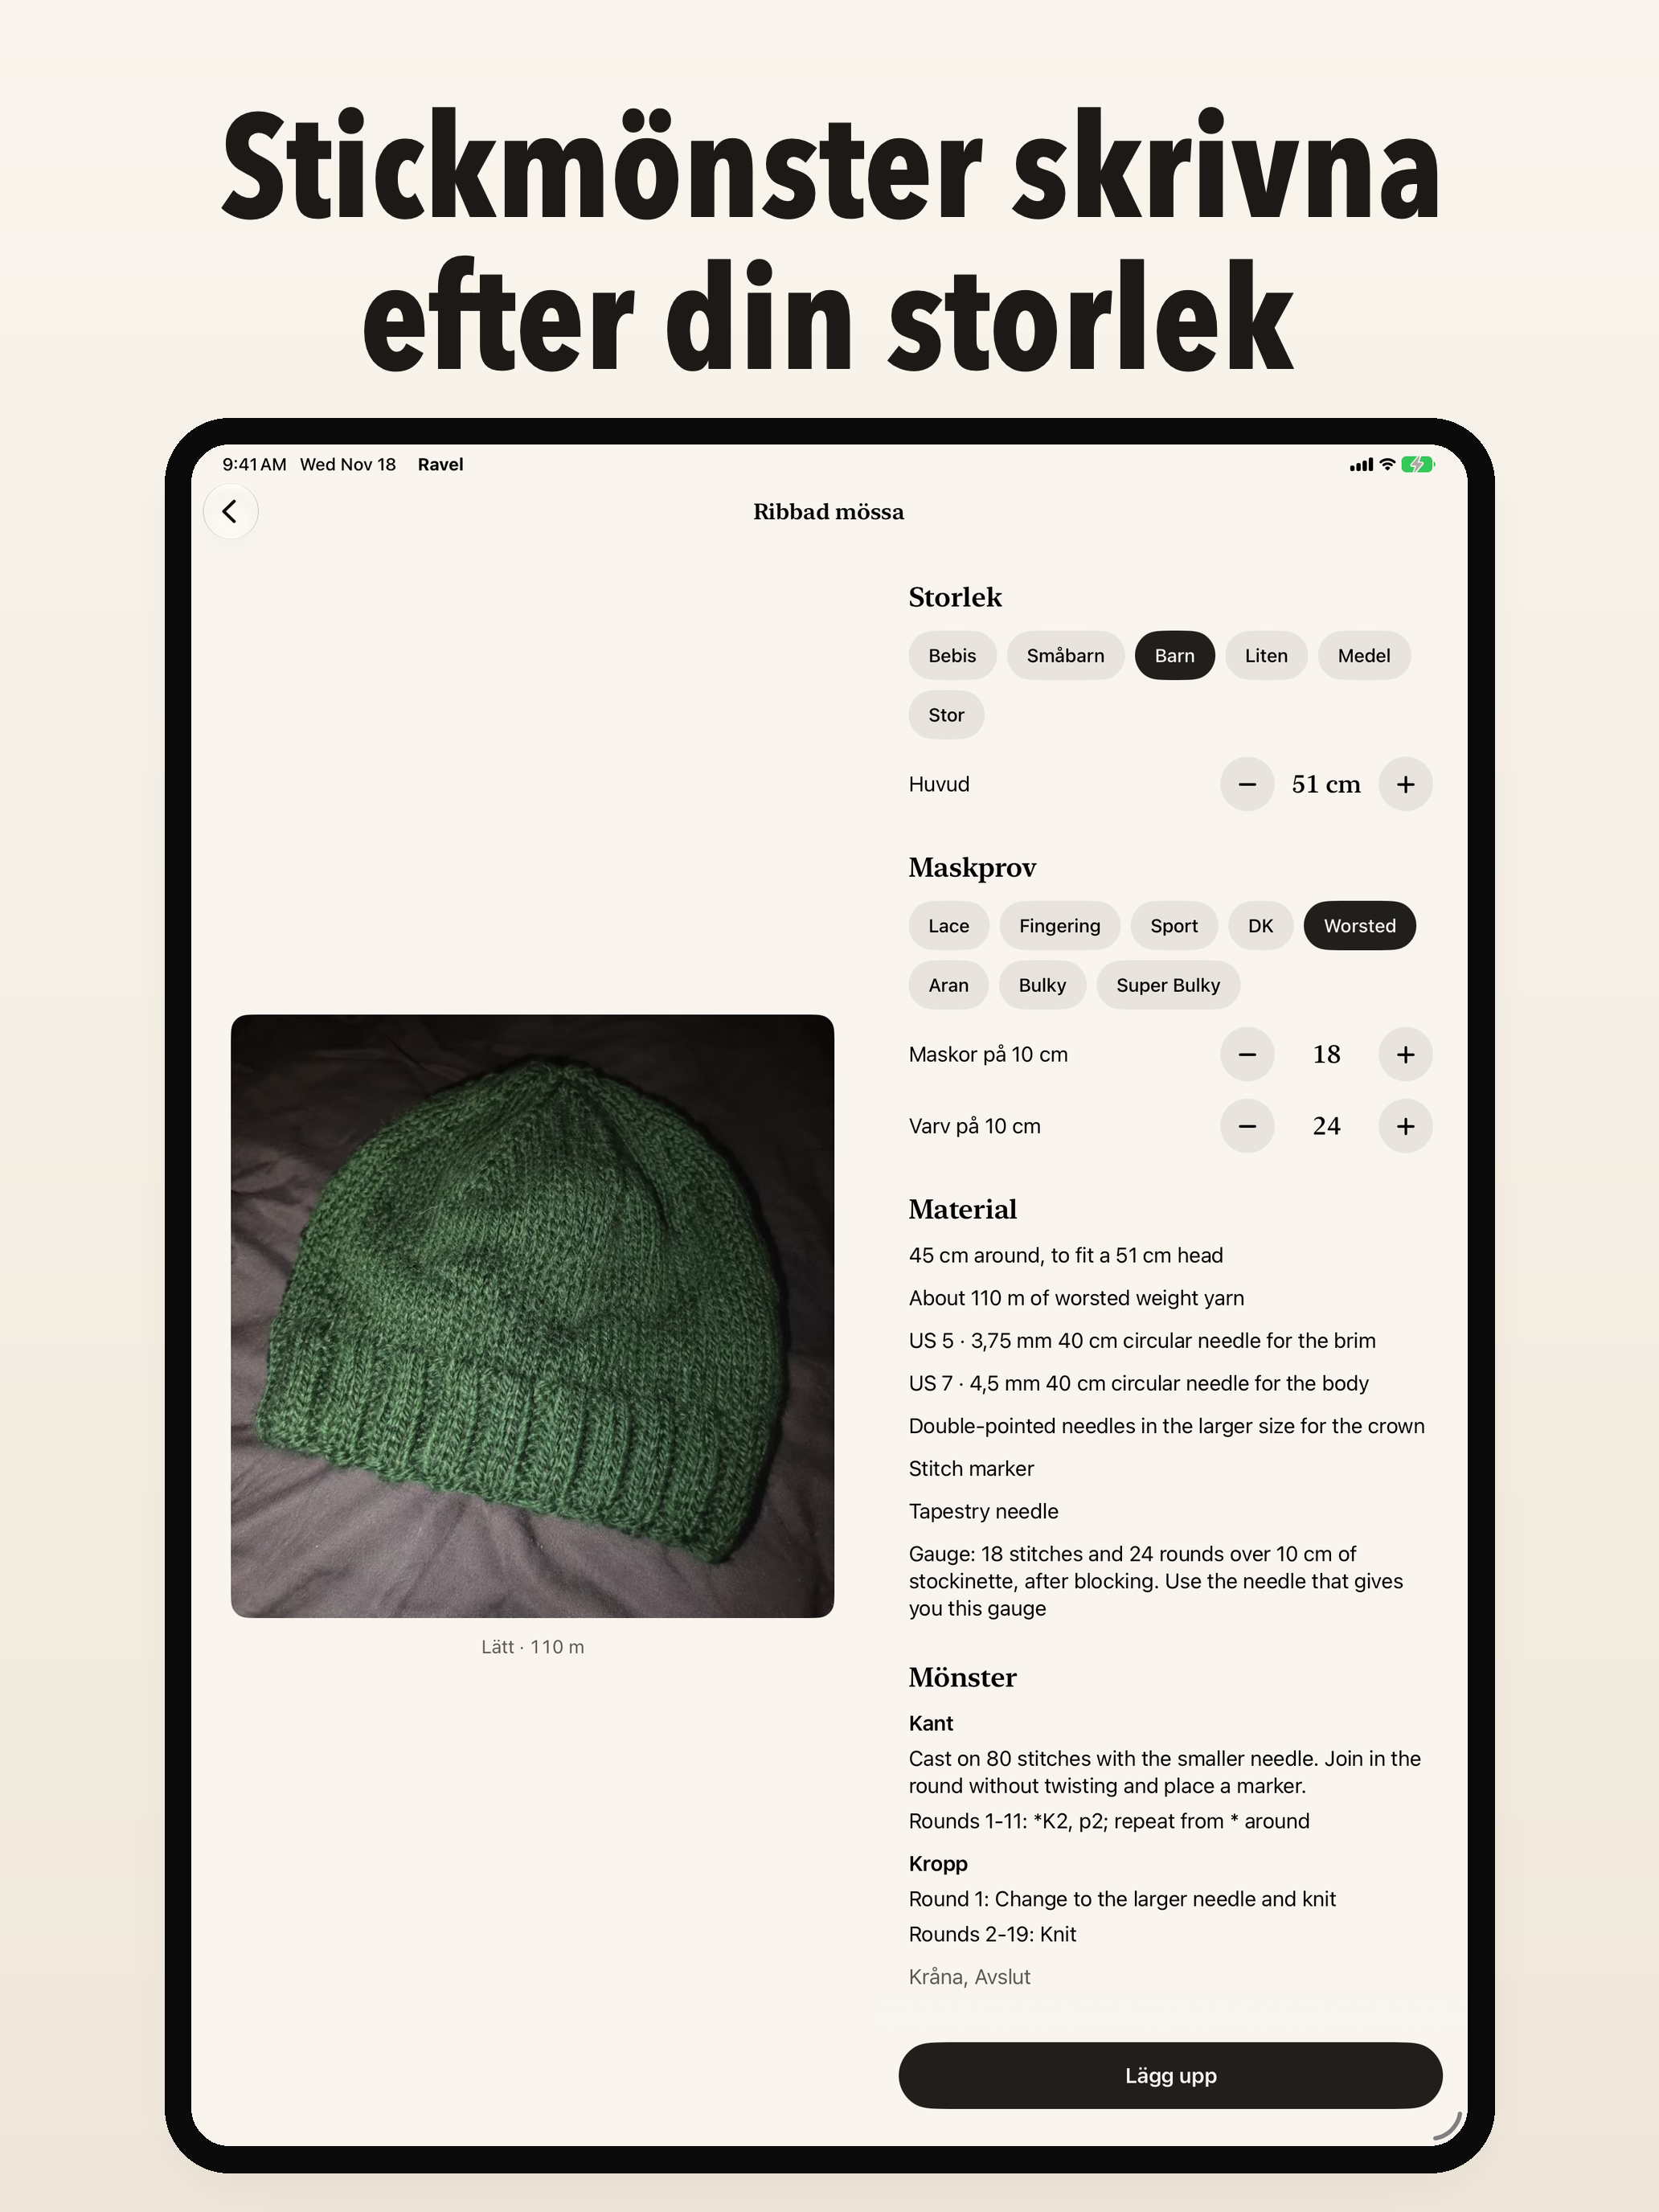 Stickmönster skrivna
efter din storlek
9:41 AM Wed Nov 18 Ravel
Ribbad mössa
Storlek
Bebis Småbarn Barn Liten Medel
Stor
Huvud − 51 cm +
Maskprov
Lace Fingering Sport DK Worsted
Aran Bulky Super Bulky
Maskor på 10 cm − 18 +
Varv på 10 cm − 24 +
Material
45 cm around, to fit a 51 cm head
About 110 m of worsted weight yarn
US 5 · 3,75 mm 40 cm circular needle for the brim
US 7 · 4,5 mm 40 cm circular needle for the body
Double-pointed needles in the larger size for the crown
Stitch marker
Tapestry needle
Gauge: 18 stitches and 24 rounds over 10 cm of
stockinette, after blocking. Use the needle that gives
you this gauge
Lätt · 110 m
Mönster
Kant
Cast on 80 stitches with the smaller needle. Join in the
round without twisting and place a marker.
Rounds 1-11: *K2, p2; repeat from * around
Kropp
Round 1: Change to the larger needle and knit
Rounds 2-19: Knit
Kråna, Avslut
Lägg upp